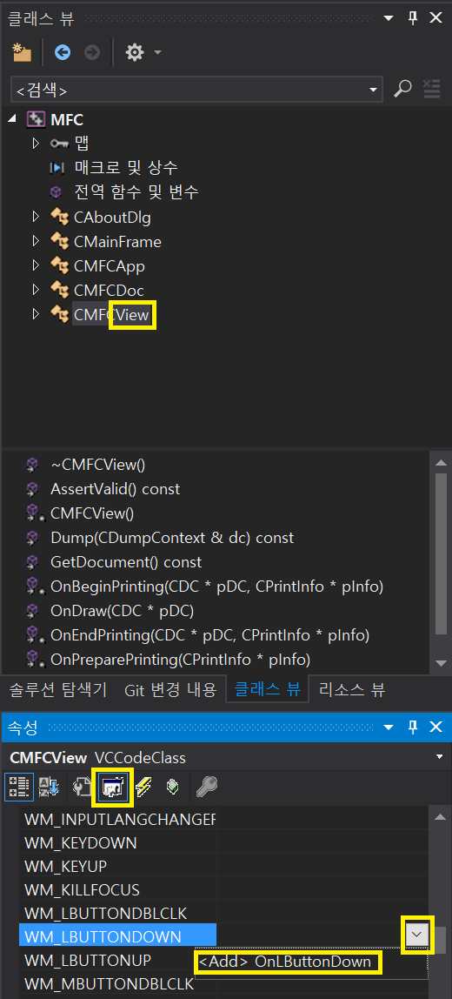 클래스 뷰
<검색>
MFC
맵
매크로 및 상수
전역 함수 및 변수
CAboutDlg
CMainFrame
CMFCApp
CMFCDoc
CMFCView
~CMFCView()
AssertValid() const
CMFCView()
Dump(CDumpContext & dc) const
GetDocument() const
OnBeginPrinting(CDC * pDC, CPrintInfo * pInfo)
OnDraw(CDC * pDC)
OnEndPrinting(CDC * pDC, CPrintInfo * pInfo)
OnPreparePrinting(CPrintInfo * pInfo)
솔루션 탐색기 Git 변경 내용 클래스 뷰 리소스 뷰
속성
CMFCView VCCodeClass
WM_INPUTLANGCHANGER
WM_KEYDOWN
WM_KEYUP
WM_KILLFOCUS
WM_LBUTTONDBLCLK
WM_LBUTTONDOWN
WM_LBUTTONUP <Add> OnLButtonDown
WM_MBUTTONDBLCLK